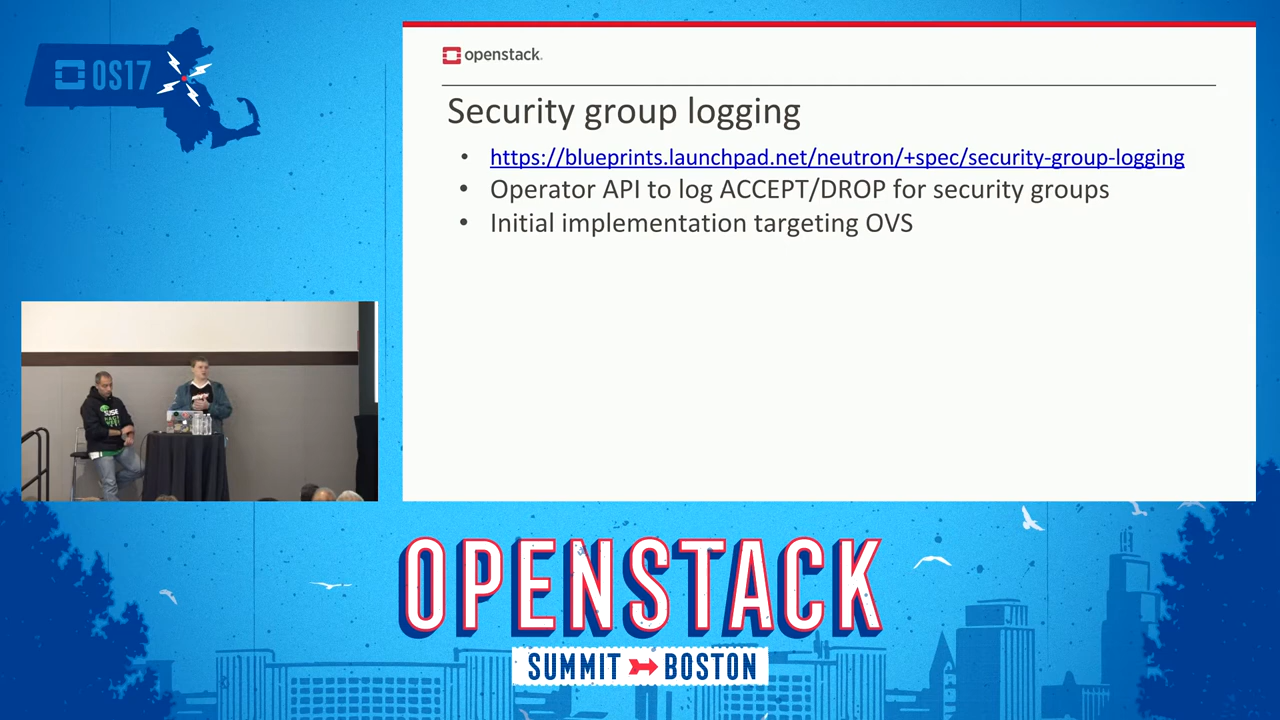 OS17
openstack.
Security group logging
• https://blueprints.launchpad.net/neutron/+spec/security-group-logging
• Operator API to log ACCEPT/DROP for security groups
• Initial implementation targeting OVS
OPENSTACK
SUMMIT BOSTON